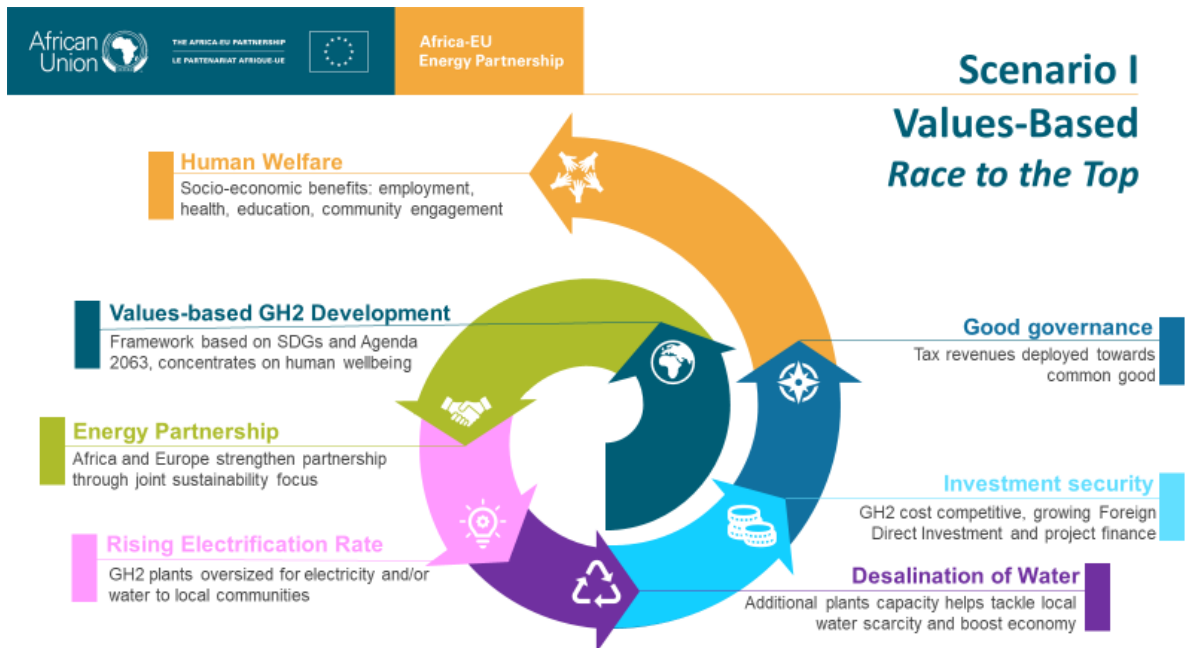 African
Union
THE AFRICA-EU PARTNERSHIP
LE PARTENARIAT AFRIQUE-UE
Africa-EU
Energy Partnership
Scenario I
Values-Based
Race to the Top
Human Welfare
Socio-economic benefits: employment,
health, education, community engagement
Values-based GH2 Development
Framework based on SDGs and Agenda
2063, concentrates on human wellbeing
Energy Partnership
Africa and Europe strengthen partnership
through joint sustainability focus
Rising Electrification Rate
GH2 plants oversized for electricity and/or
water to local communities
Good governance
Tax revenues deployed towards
common good
Investment security
GH2 cost competitive, growing Foreign
Direct Investment and project finance
Desalination of Water
Additional plants capacity helps tackle local
water scarcity and boost economy